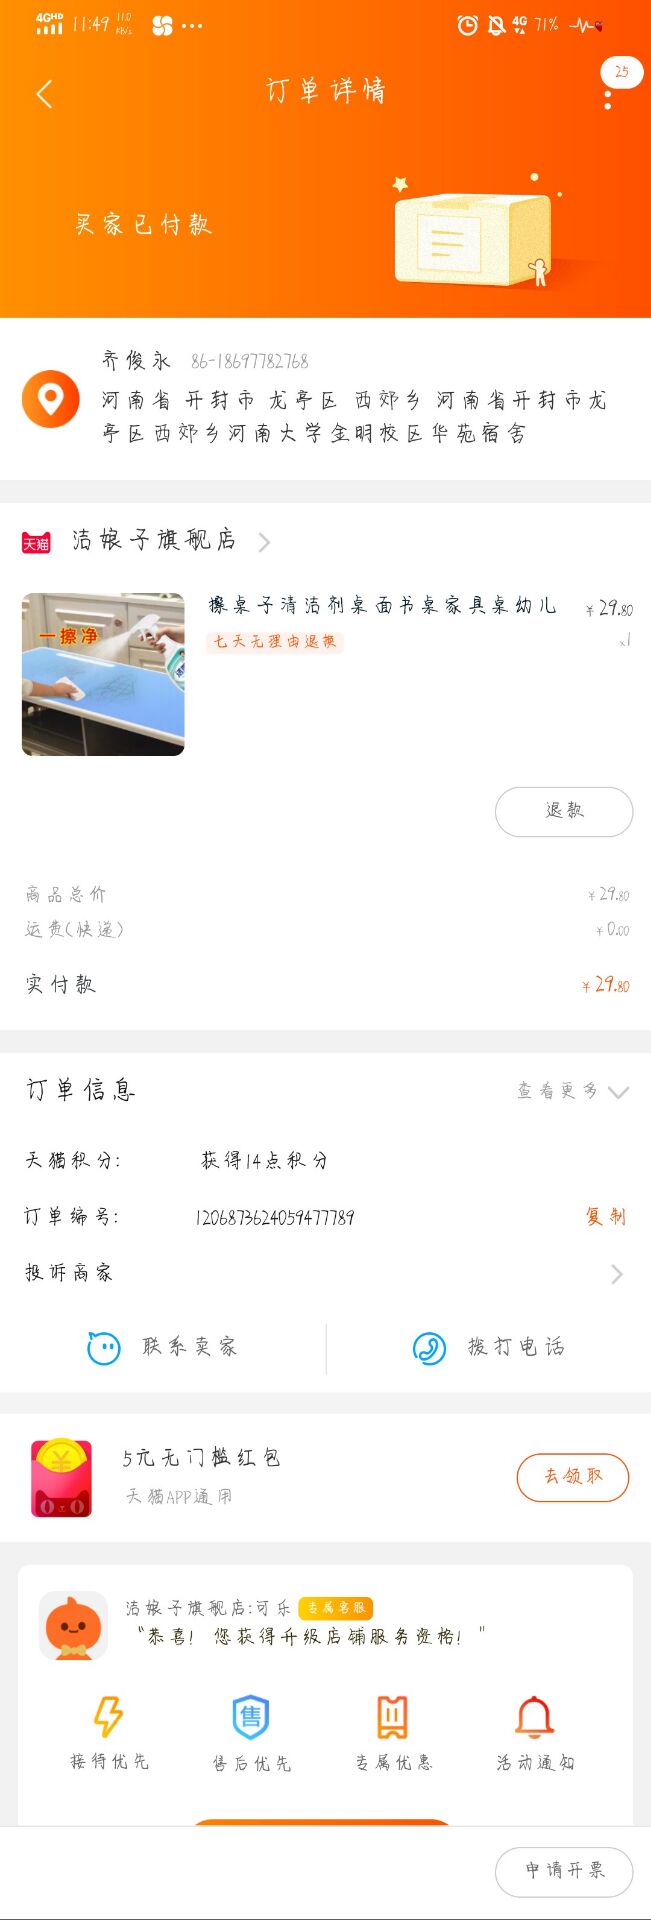 4GHD 11:49 11.0 KB/s 4G 71%
25
订单详情
买家已付款
齐俊永 86-18697782768
河南省 开封市 龙亭区 西郊乡 河南省开封市龙
亭区西郊乡河南大学金明校区华苑宿舍
天猫 洁娘子旗舰店
一擦净
擦桌子清洁剂桌面书桌家具桌幼儿 ¥29.80
七天无理由退换 x1
退款
商品总价 ¥29.80
运费(快递) ¥0.00
实付款 ¥29.80
订单信息 查看更多
天猫积分: 获得14点积分
订单编号: 1206873624059477789 复制
投诉商家
联系卖家 拨打电话
5元无门槛红包
天猫APP通用 去领取
洁娘子旗舰店:可乐 专属客服
“恭喜! 您获得升级店铺服务资格! ”
售
接待优先 售后优先 专属优惠 活动通知
申请开票